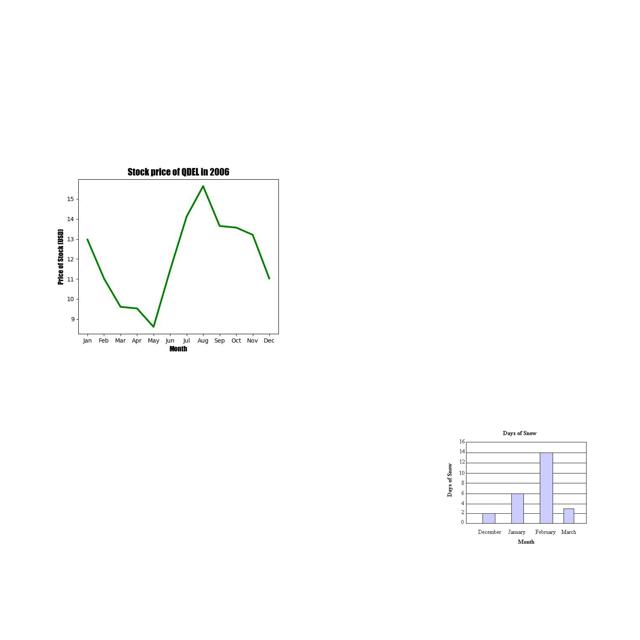 Stock price of QDEL in 2006
15
14
13
12
11
10
9
Price of Stock (USD)
Jan Feb Mar Apr May Jun Jul Aug Sep Oct Nov Dec
Month
Days of Snow
16
14
12
10
8
6
4
2
0
Days of Snow
December January February March
Month